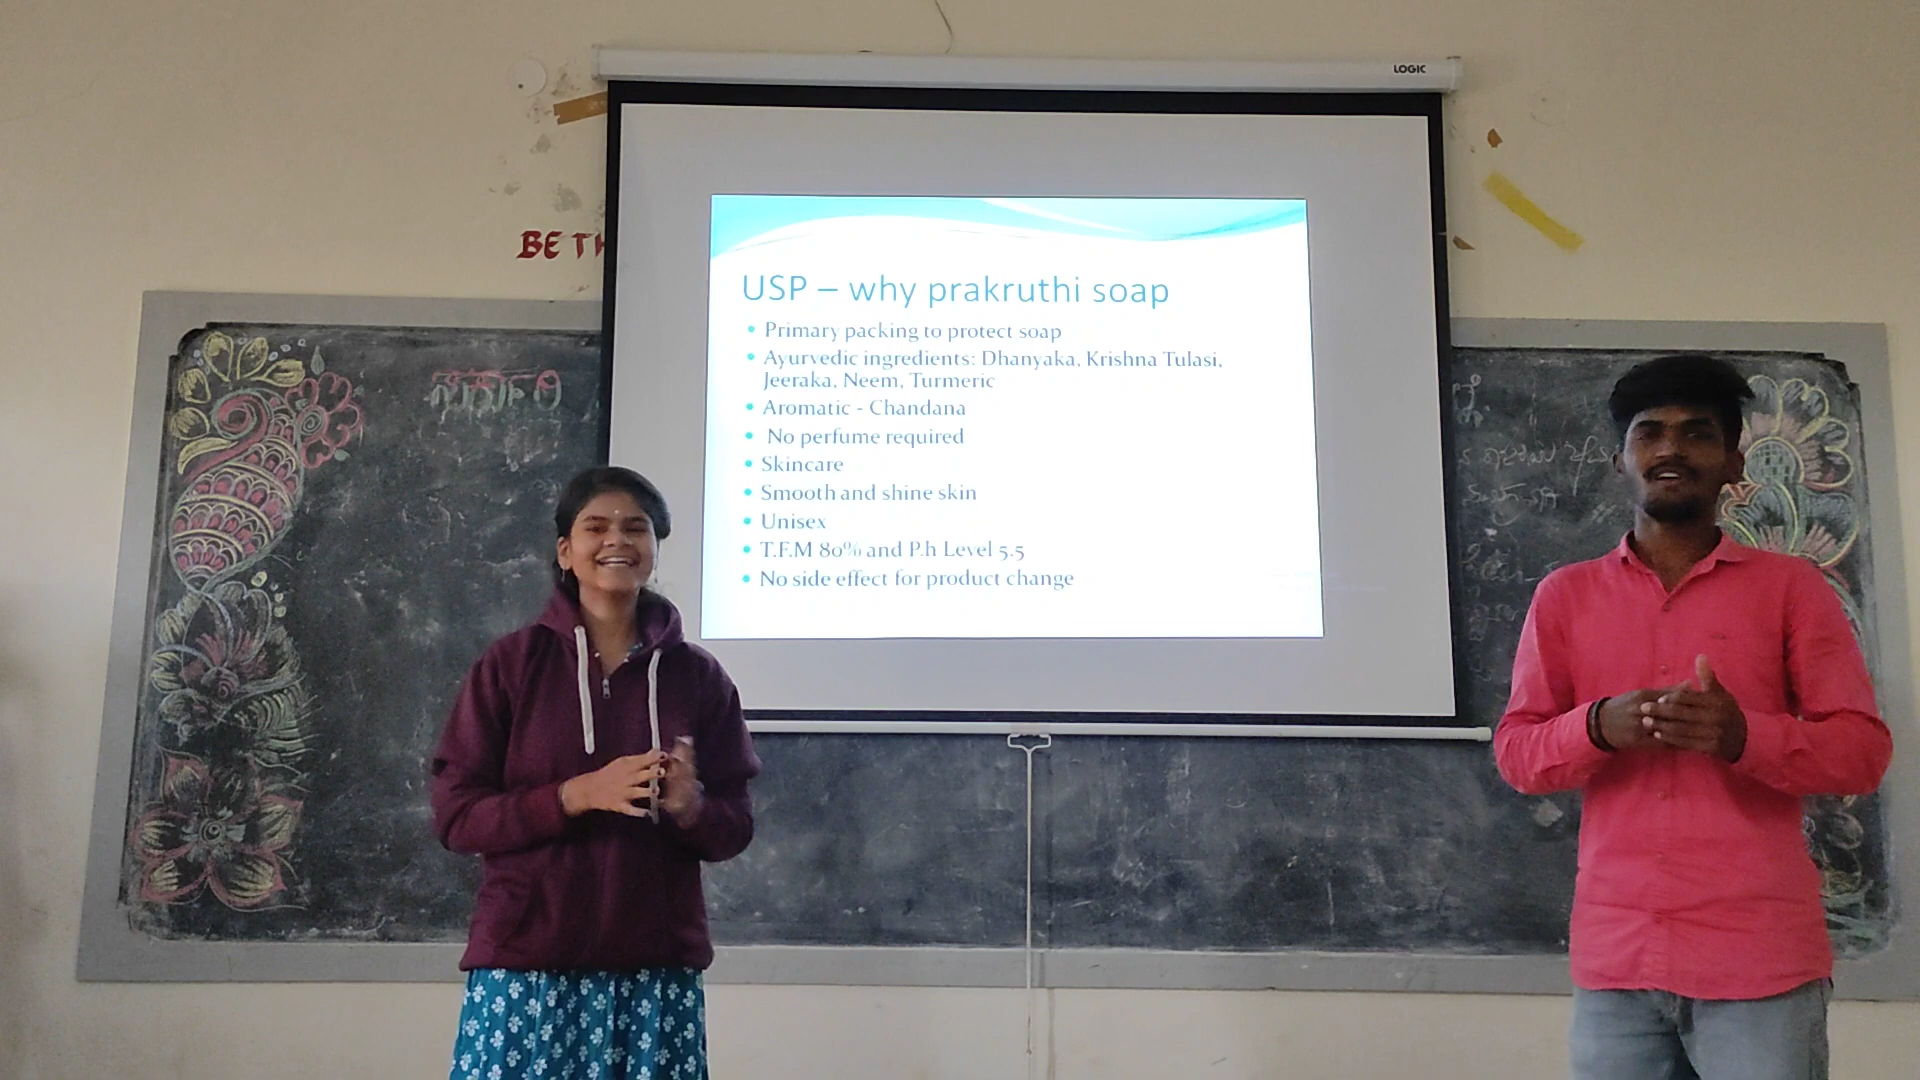 LOGIC
BE TH
USP – why prakruthi soap
• Primary packing to protect soap
• Ayurvedic ingredients: Dhanyaka, Krishna Tulasi,
Jeeraka, Neem, Turmeric
• Aromatic - Chandana
• No perfume required
• Skincare
• Smooth and shine skin
• Unisex
• T.F.M 80% and P.h Level 5.5
• No side effect for product change